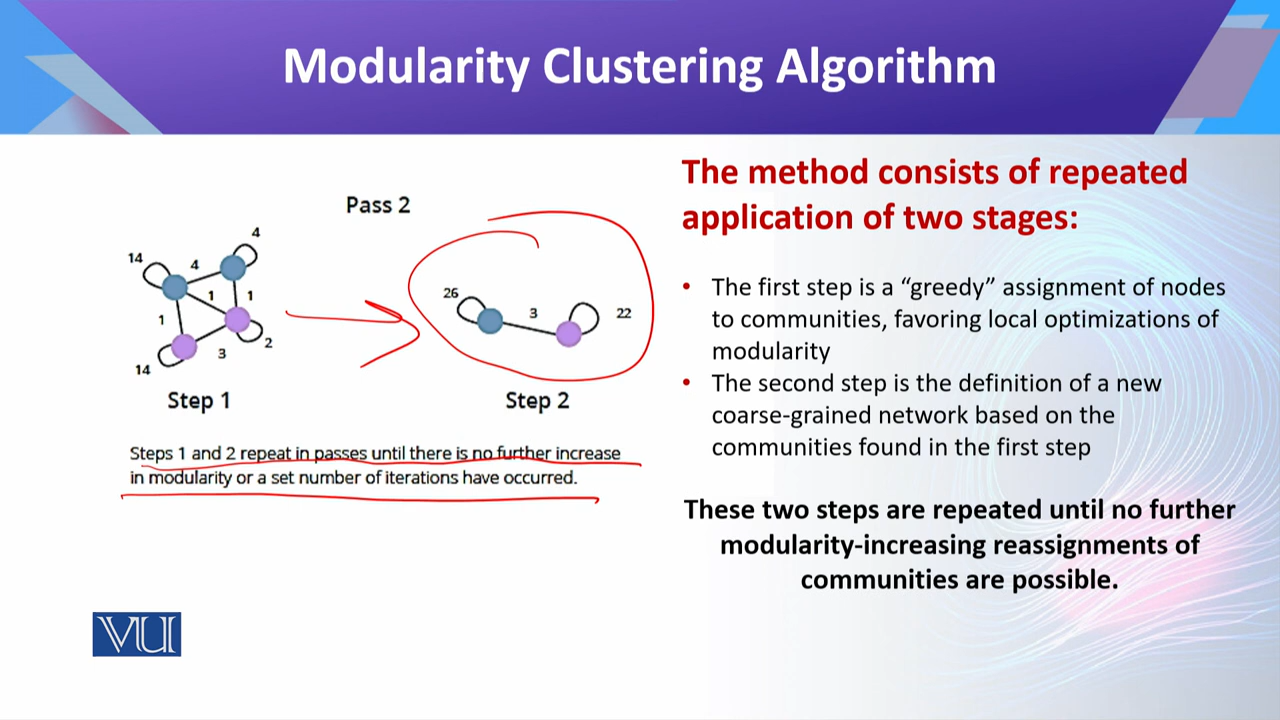 Modularity Clustering Algorithm
Pass 2
14
4
4
1
1
1
2
3
14
Step 1
26
3
22
Step 2
Steps 1 and 2 repeat in passes until there is no further increase
in modularity or a set number of iterations have occurred.
The method consists of repeated
application of two stages:
• The first step is a “greedy” assignment of nodes
to communities, favoring local optimizations of
modularity
• The second step is the definition of a new
coarse-grained network based on the
communities found in the first step
These two steps are repeated until no further
modularity-increasing reassignments of
communities are possible.
VU